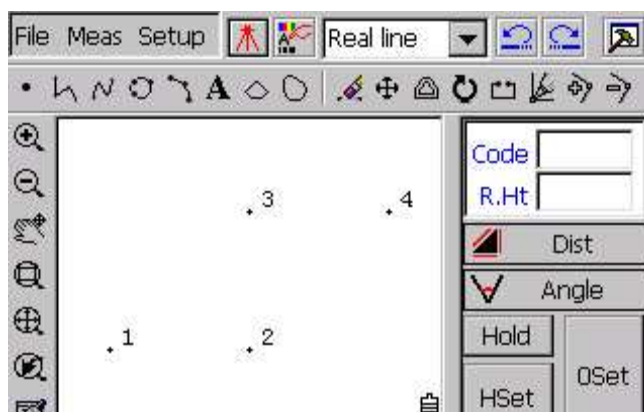 File Meas Setup Real line
A
Code
3 4
R.Ht
Dist
Angle
1 2
Hold
0Set
HSet